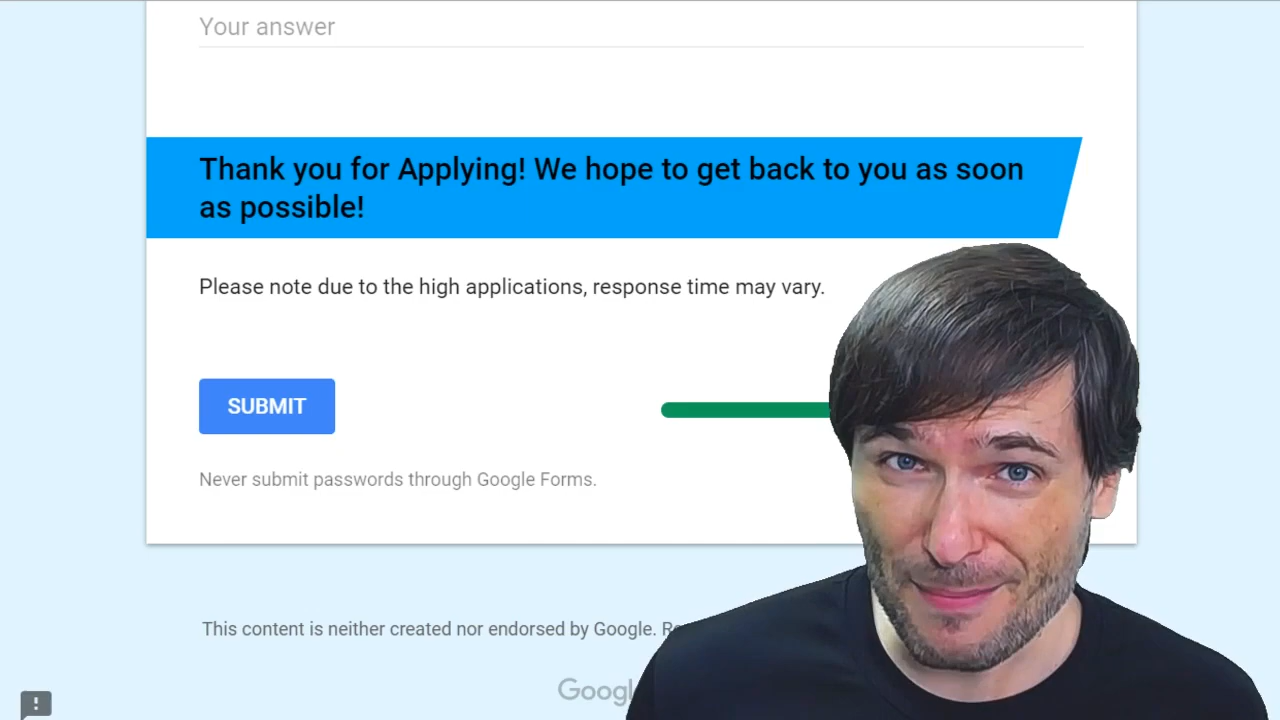 Your answer
Thank you for Applying! We hope to get back to you as soon
as possible!
Please note due to the high applications, response time may vary.
SUBMIT
Never submit passwords through Google Forms.
This content is neither created nor endorsed by Google.
!